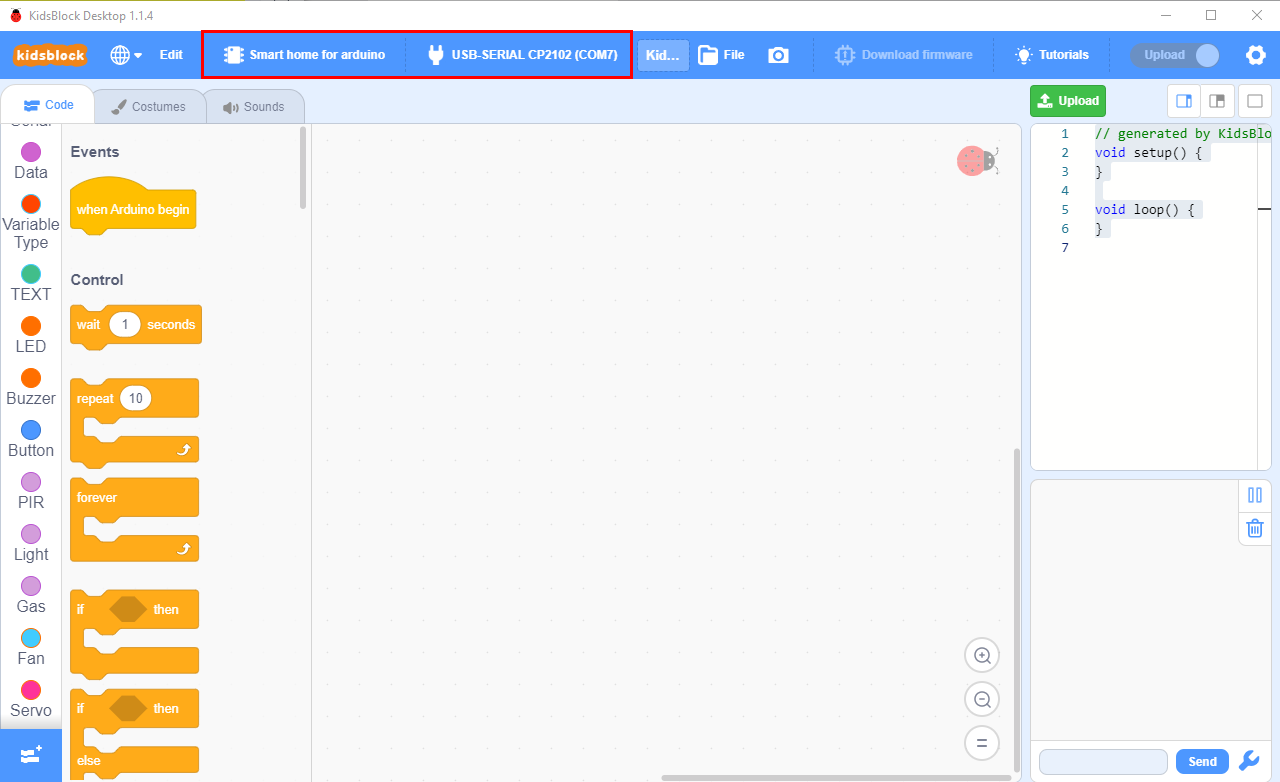 KidsBlock Desktop 1.1.4
kidsblock
Edit
Smart home for arduino
USB-SERIAL CP2102 (COM7)
Kid...
File
Download firmware
Tutorials
Upload
Code
Costumes
Sounds
Upload
Serial
Data
Variable
Type
TEXT
LED
Buzzer
Button
PIR
Light
Gas
Fan
Servo
Events
when Arduino begin
Control
wait 1 seconds
repeat 10
forever
if then
if then
else
1 // generated by KidsBlo
2 void setup() {
3 }
4
5 void loop() {
6 }
7
Send